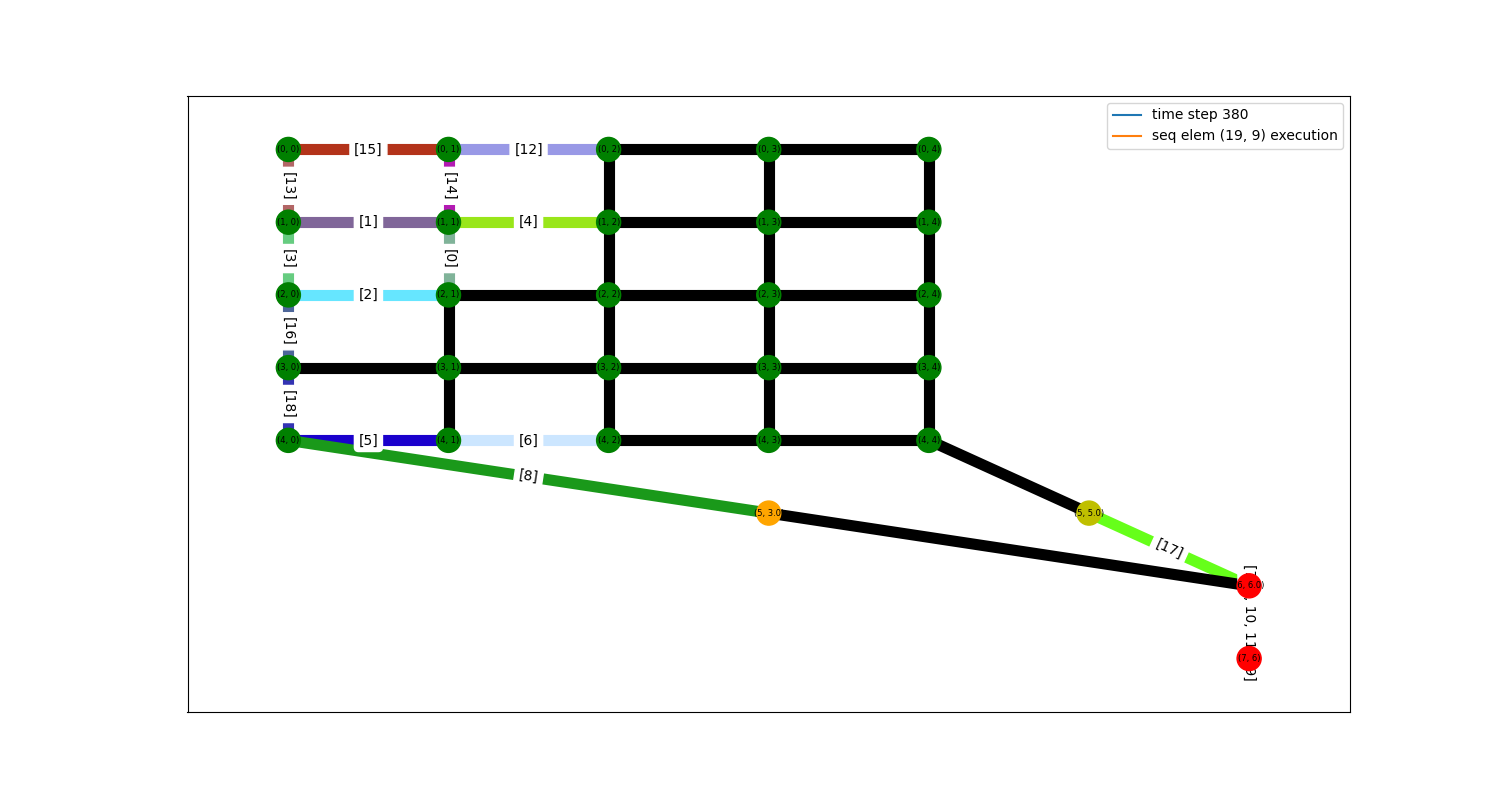 time step 380
seq elem (19, 9) execution
(0, 0) [15] (0, 1) [12] (0, 2) (0, 3) (0, 4)
[13] [14]
(1, 0) [1] (1, 1) [4] (1, 2) (1, 3) (1, 4)
[3] [0]
(2, 0) [2] (2, 1) (2, 2) (2, 3) (2, 4)
[16]
(3, 0) (3, 1) (3, 2) (3, 3) (3, 4)
[18]
(4, 0) [5] (4, 1) [6] (4, 2) (4, 3) (4, 4)
[8]
(5, 3.0) (5, 5.0)
[17]
(6, 6.0)
10,
(7, 6)